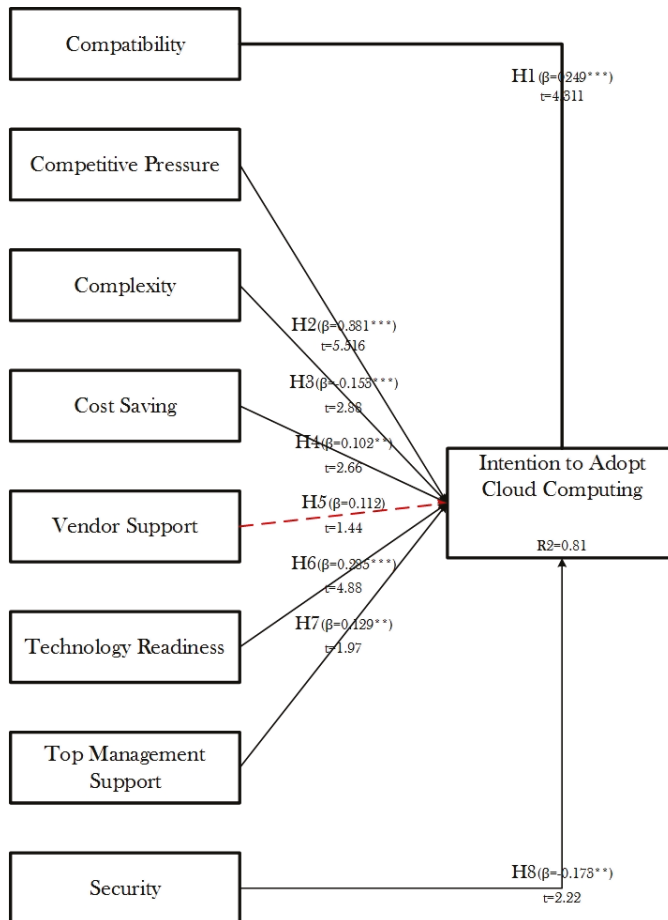 Compatibility
H1(β=0.249***)
t=4.311
Competitive Pressure
Complexity
H2(β=0.381***)
t=5.516
H3(β=-0.153***)
t=2.88
Cost Saving
H4(β=0.102**)
t=2.66
Intention to Adopt
Cloud Computing
R2=0.81
Vendor Support
H5(β=0.112)
t=1.44
H6(β=0.285***)
t=4.88
Technology Readiness
H7(β=0.129**)
t=1.97
Top Management
Support
Security
H8(β=-0.173**)
t=2.22